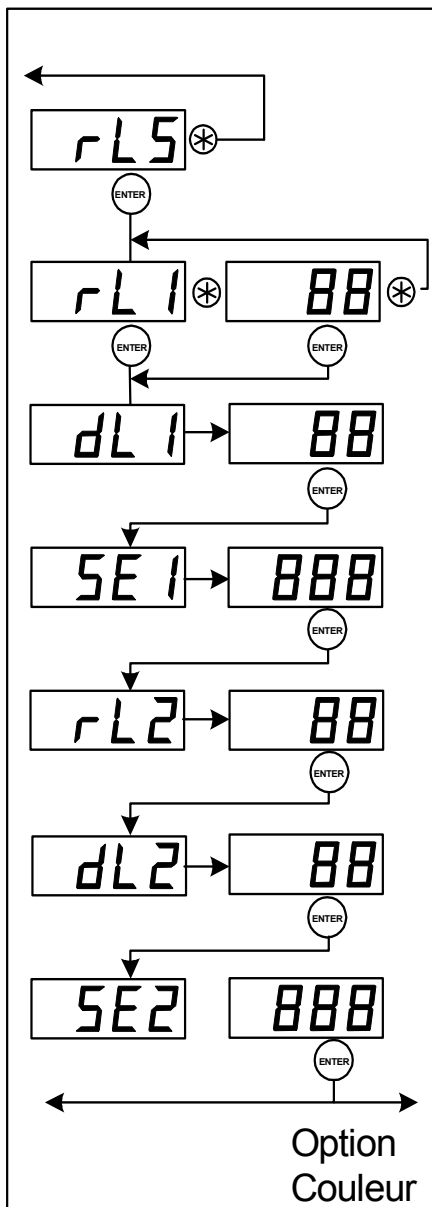 rLS
ENTER
rL1 88
ENTER ENTER
dL1 88
ENTER
SE1 888
ENTER
rL2 88
ENTER
dL2 88
ENTER
SE2 888
ENTER
Option
Couleur